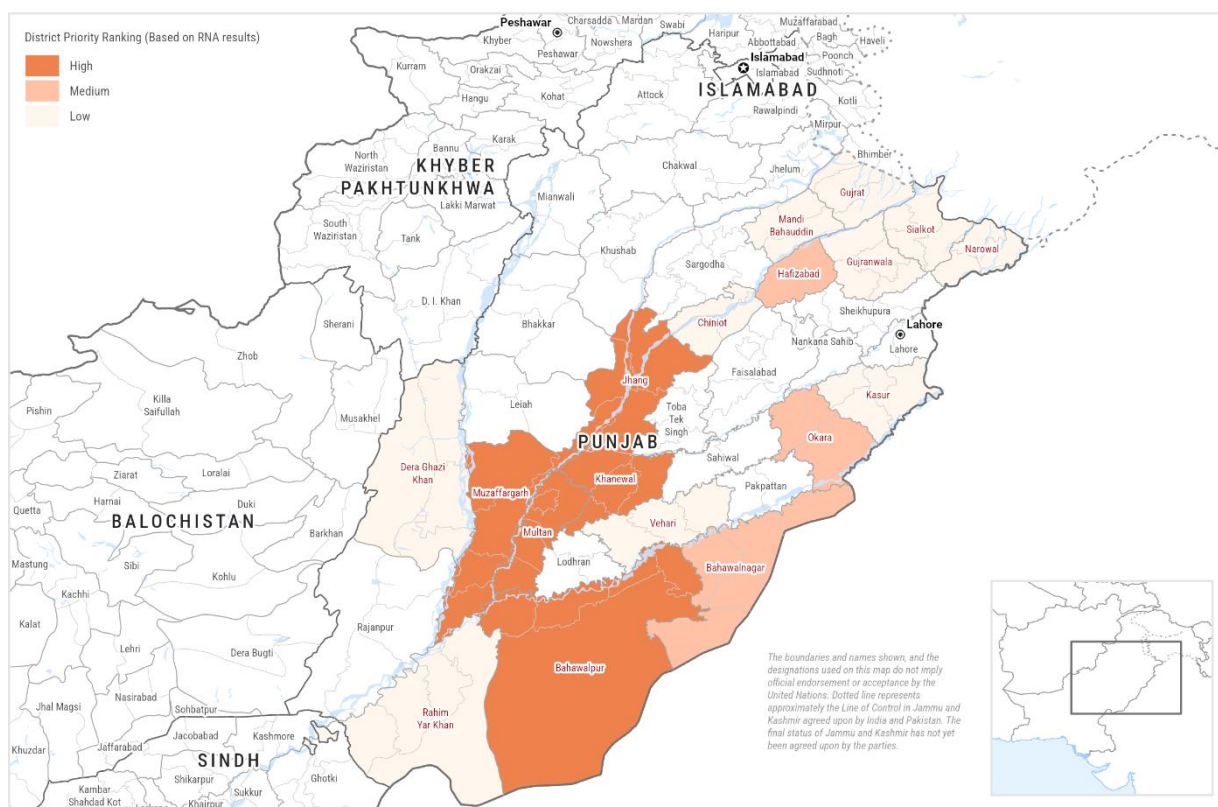 District Priority Ranking (Based on RNA results)
High
Medium
Low
Peshawar
Charsadda
Mardan
Swabi
Khyber
Nowshera
Peshawar
Haripur
Abbottabad
Muzaffarabad
Bagh
Haveli
Poonch
Islamabad
Islamabad
Sudhnoti
ISLAMABAD
Kurram
Orakzai
Hangu
Kohat
Attock
Rawalpindi
Kotli
Mirpur
Bhimber
Karak
Bannu
North
Waziristan
KHYBER
PAKHTUNKHWA
Lakki Marwat
Mianwali
Chakwal
Jhelum
South
Waziristan
Tank
Khushab
Sargodha
Mandi
Bahauddin
Gujrat
Sialkot
Narowal
Gujranwala
Hafizabad
D. I. Khan
Sherani
Bhakkar
Chiniot
Sheikhupura
Lahore
Nankana Sahib
Lahore
Zhob
Killa
Saifullah
Pishin
Musakhel
Leiah
Jhang
Faisalabad
Toba
Tek
Singh
Kasur
Okara
PUNJAB
Sahiwal
Pakpattan
Ziarat
Loralai
Harnai
Duki
Quetta
BALOCHISTAN
Barkhan
Dera Ghazi
Khan
Muzaffargarh
Khanewal
Multan
Vehari
Lodhran
Bahawalnagar
Mastung
Sibi
Kachhi
Kohlu
Kalat
Lehri
Dera Bugti
Rajanpur
Bahawalpur
Nasirabad
Jhal Magsi
Sohbatpur
Rahim
Yar Khan
Jacobabad
Kashmore
Khuzdar
Jaffarabad
SINDH
Ghotki
Shikarpur
Kambar
Shahdad Kot
Sukkur
Khairpur
The boundaries and names shown, and the
designations used on this map do not imply
official endorsement or acceptance by the
United Nations. Dotted line represents
approximately the Line of Control in Jammu and
Kashmir agreed upon by India and Pakistan. The
final status of Jammu and Kashmir has not yet
been agreed upon by the parties.